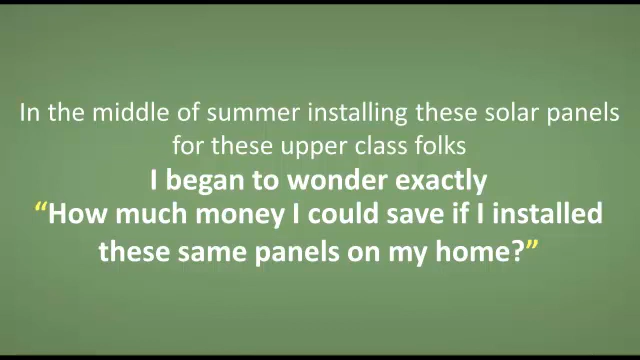 In the middle of summer installing these solar panels
for these upper class folks
I began to wonder exactly
“How much money I could save if I installed
these same panels on my home?”